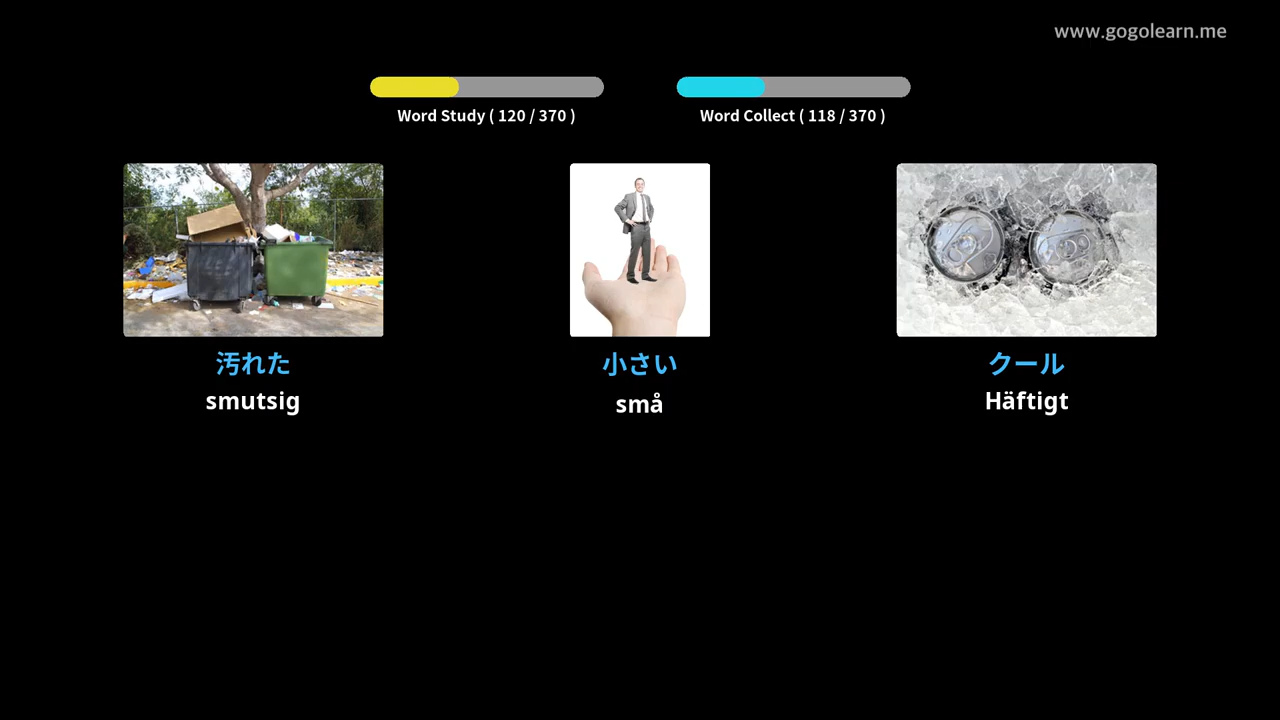 www.gogolearn.me
Word Study ( 120 / 370 )
Word Collect ( 118 / 370 )
汚れた
smutsig
小さい
små
クール
Häftigt